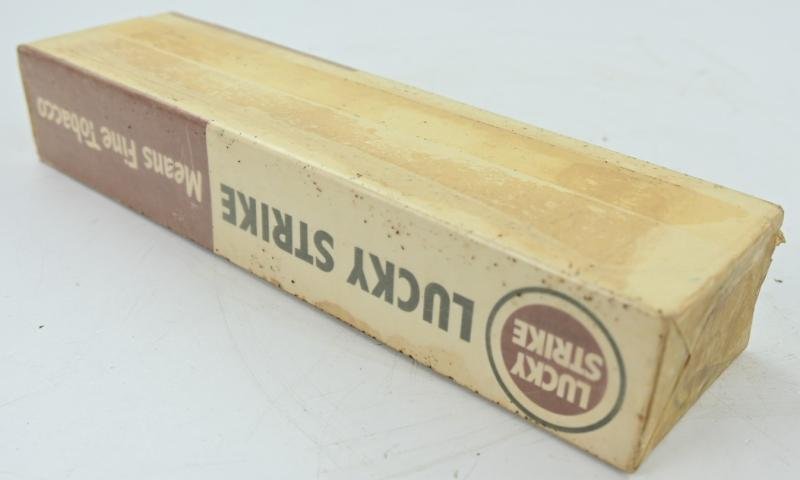 LUCKY
STRIKE
LUCKY STRIKE
Means Fine Tobacco